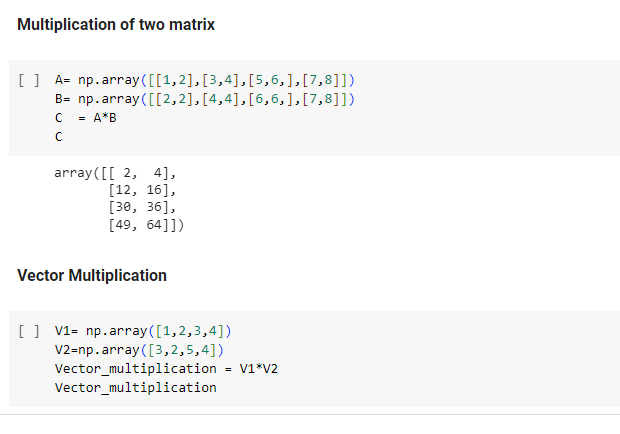 Multiplication of two matrix
[ ] A= np.array([[1,2],[3,4],[5,6,],[7,8]])
B= np.array([[2,2],[4,4],[6,6,],[7,8]])
C  = A*B
C
array([[ 2,  4],
       [12, 16],
       [30, 36],
       [49, 64]])
Vector Multiplication
[ ] V1= np.array([1,2,3,4])
V2=np.array([3,2,5,4])
Vector_multiplication = V1*V2
Vector_multiplication